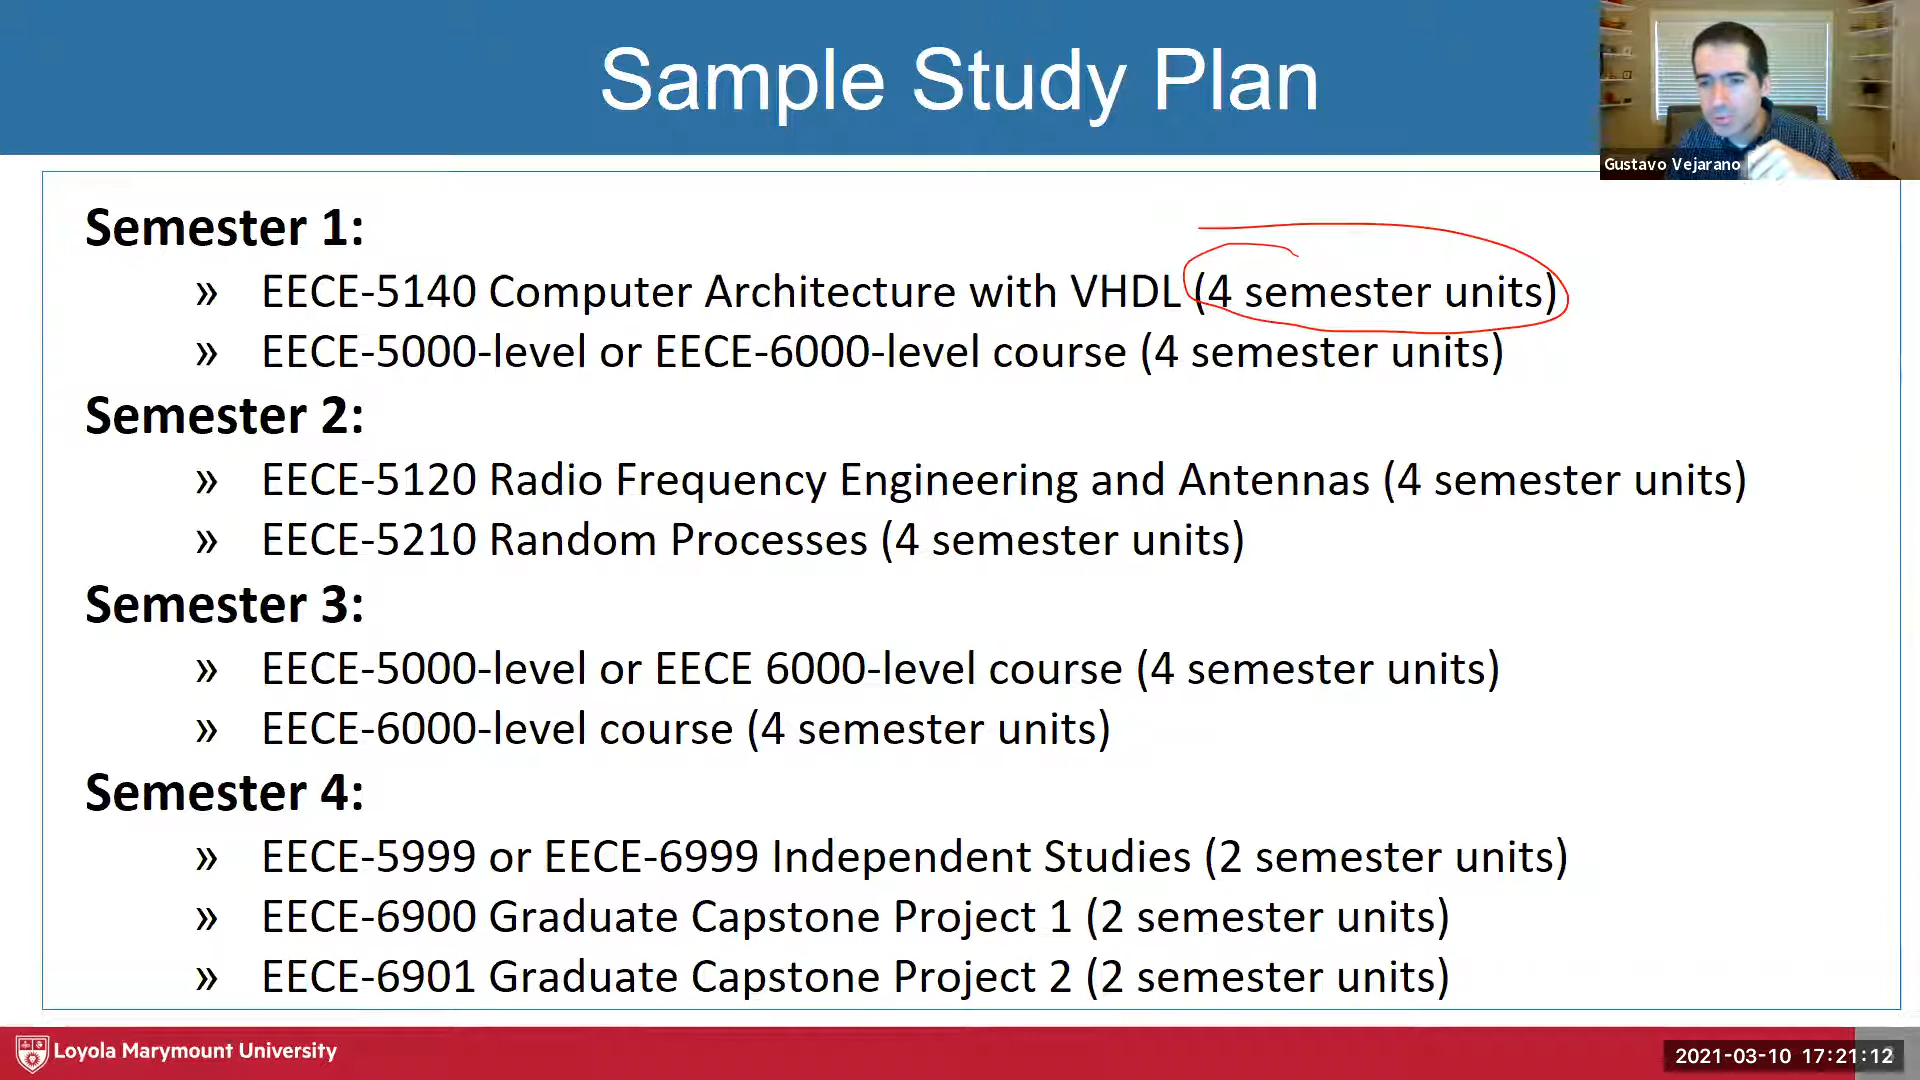 Sample Study Plan
Gustavo Vejarano
Semester 1:
» EECE-5140 Computer Architecture with VHDL (4 semester units)
» EECE-5000-level or EECE-6000-level course (4 semester units)
Semester 2:
» EECE-5120 Radio Frequency Engineering and Antennas (4 semester units)
» EECE-5210 Random Processes (4 semester units)
Semester 3:
» EECE-5000-level or EECE 6000-level course (4 semester units)
» EECE-6000-level course (4 semester units)
Semester 4:
» EECE-5999 or EECE-6999 Independent Studies (2 semester units)
» EECE-6900 Graduate Capstone Project 1 (2 semester units)
» EECE-6901 Graduate Capstone Project 2 (2 semester units)
Loyola Marymount University
2021-03-10 17:21:12